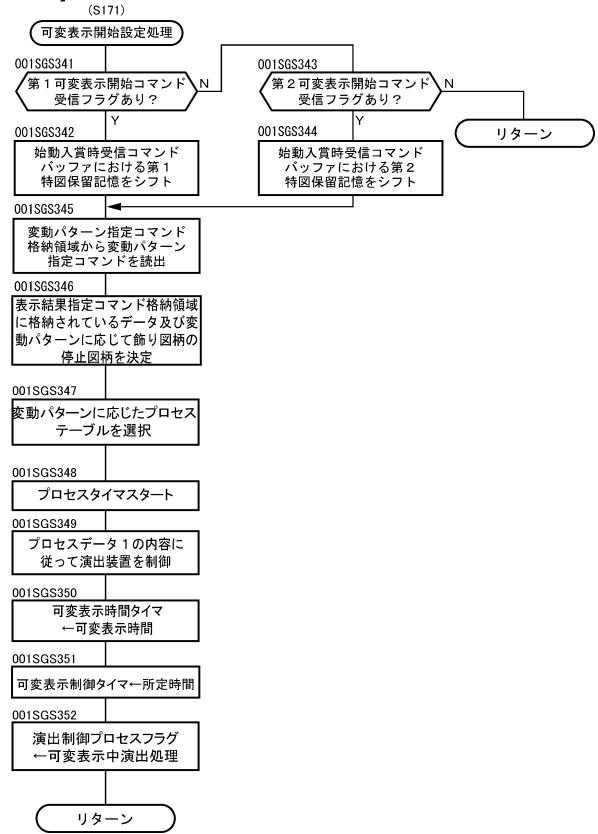 (S171)
可変表示開始設定処理
001SGS341
第１可変表示開始コマンド
受信フラグあり？
N
Y
001SGS343
第２可変表示開始コマンド
受信フラグあり？
N
Y
リターン
001SGS342
始動入賞時受信コマンド
バッファにおける第１
特図保留記憶をシフト
001SGS344
始動入賞時受信コマンド
バッファにおける第２
特図保留記憶をシフト
001SGS345
変動パターン指定コマンド
格納領域から変動パターン
指定コマンドを読出
001SGS346
表示結果指定コマンド格納領域
に格納されているデータ及び変
動パターンに応じて飾り図柄の
停止図柄を決定
001SGS347
変動パターンに応じたプロセス
テーブルを選択
001SGS348
プロセスタイマスタート
001SGS349
プロセスデータ１の内容に
従って演出装置を制御
001SGS350
可変表示時間タイマ
←可変表示時間
001SGS351
可変表示制御タイマ←所定時間
001SGS352
演出制御プロセスフラグ
←可変表示中演出処理
リターン